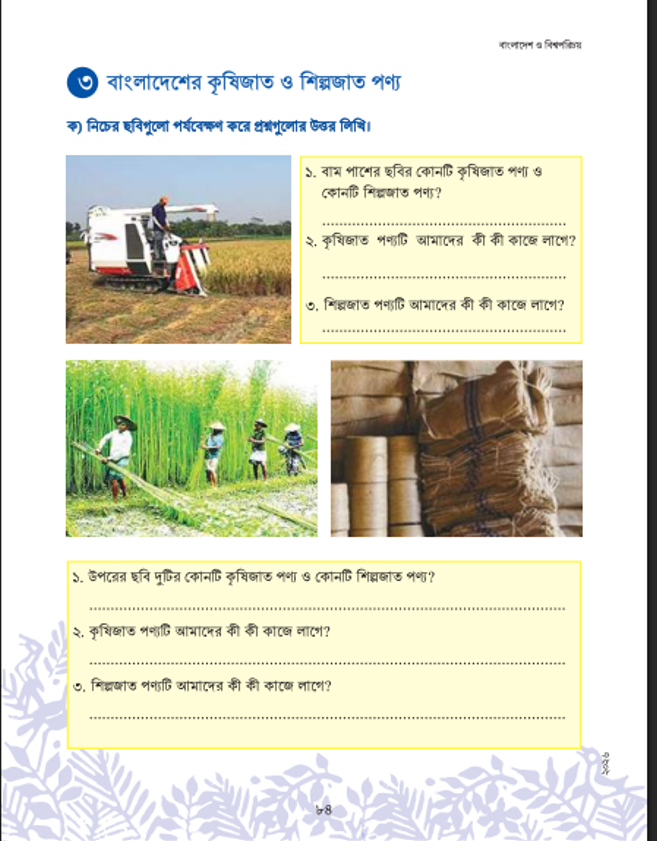 বাংলাদেশ ও বিশ্বপরিচয়
৩ বাংলাদেশের কৃষিজাত ও শিল্পজাত পণ্য
ক) নিচের ছবিগুলো পর্যবেক্ষণ করে প্রশ্নগুলোর উত্তর লিখি।
১. বাম পাশের ছবির কোনটি কৃষিজাত পণ্য ও
কোনটি শিল্পজাত পণ্য?
............................................................
২. কৃষিজাত পণ্যটি আমাদের কী কী কাজে লাগে?
............................................................
৩. শিল্পজাত পণ্যটি আমাদের কী কী কাজে লাগে?
............................................................
১. উপরের ছবি দুটির কোনটি কৃষিজাত পণ্য ও কোনটি শিল্পজাত পণ্য?
............................................................
২. কৃষিজাত পণ্যটি আমাদের কী কী কাজে লাগে?
............................................................
৩. শিল্পজাত পণ্যটি আমাদের কী কী কাজে লাগে?
............................................................
২০২৬
৮৪